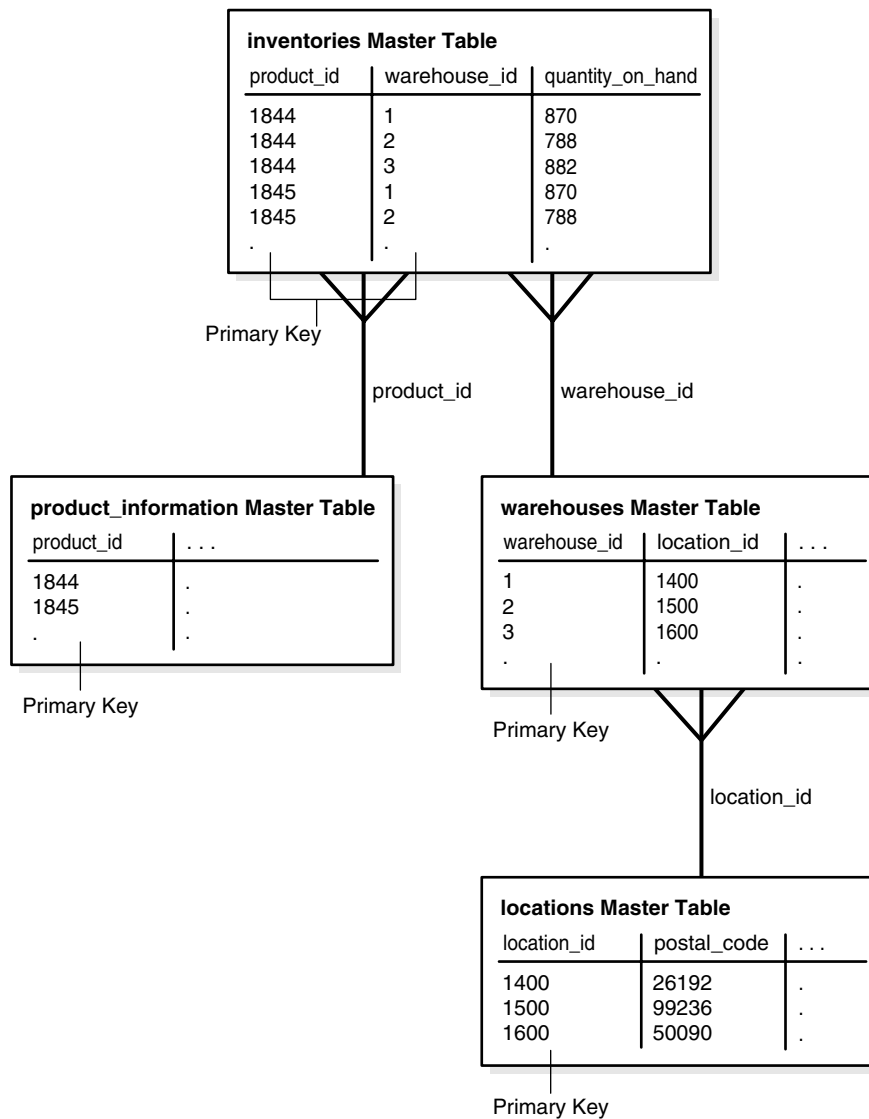 inventories Master Table
product_id warehouse_id quantity_on_hand
1844 1 870
1844 2 788
1844 3 882
1845 1 870
1845 2 788
. . .
Primary Key
product_id warehouse_id
product_information Master Table
product_id . . .
1844 .
1845 .
. .
Primary Key
warehouses Master Table
warehouse_id location_id . . .
1 1400 .
2 1500 .
3 1600 .
. . .
Primary Key
location_id
locations Master Table
location_id postal_code . . .
1400 26192 .
1500 99236 .
1600 50090 .
Primary Key